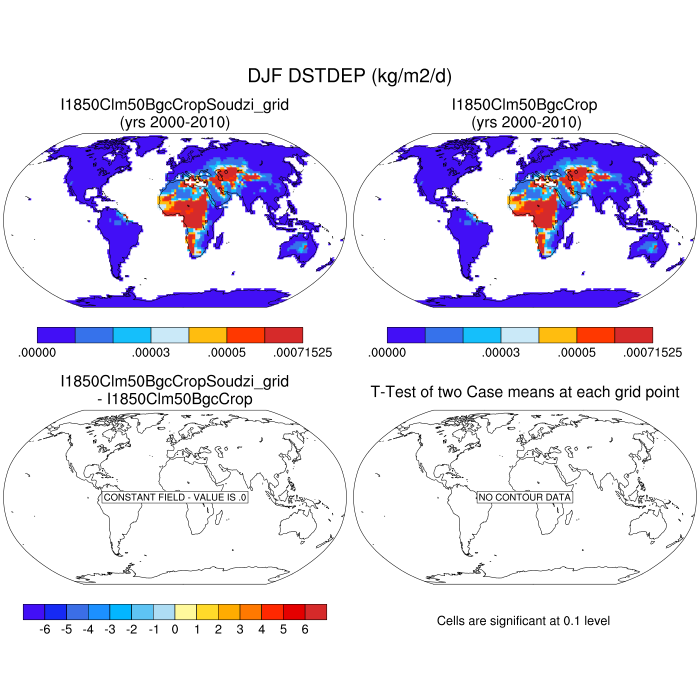 DJF DSTDEP (kg/m2/d)
I1850Clm50BgcCropSoudzi_grid
(yrs 2000-2010)
I1850Clm50BgcCrop
(yrs 2000-2010)
.00000 .00003 .00005 .00071525
.00000 .00003 .00005 .00071525
I1850Clm50BgcCropSoudzi_grid
- I1850Clm50BgcCrop
T-Test of two Case means at each grid point
CONSTANT FIELD - VALUE IS .0
NO CONTOUR DATA
-6 -5 -4 -3 -2 -1 0 1 2 3 4 5 6
Cells are significant at 0.1 level